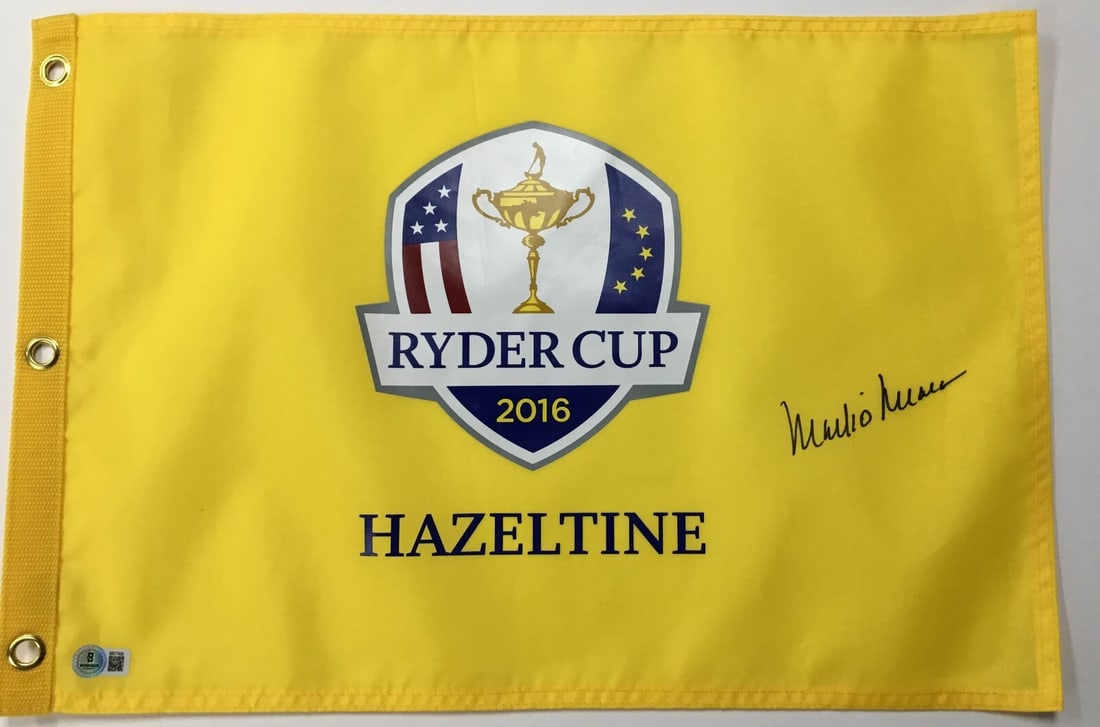 RYDER CUP
2016
HAZELTINE